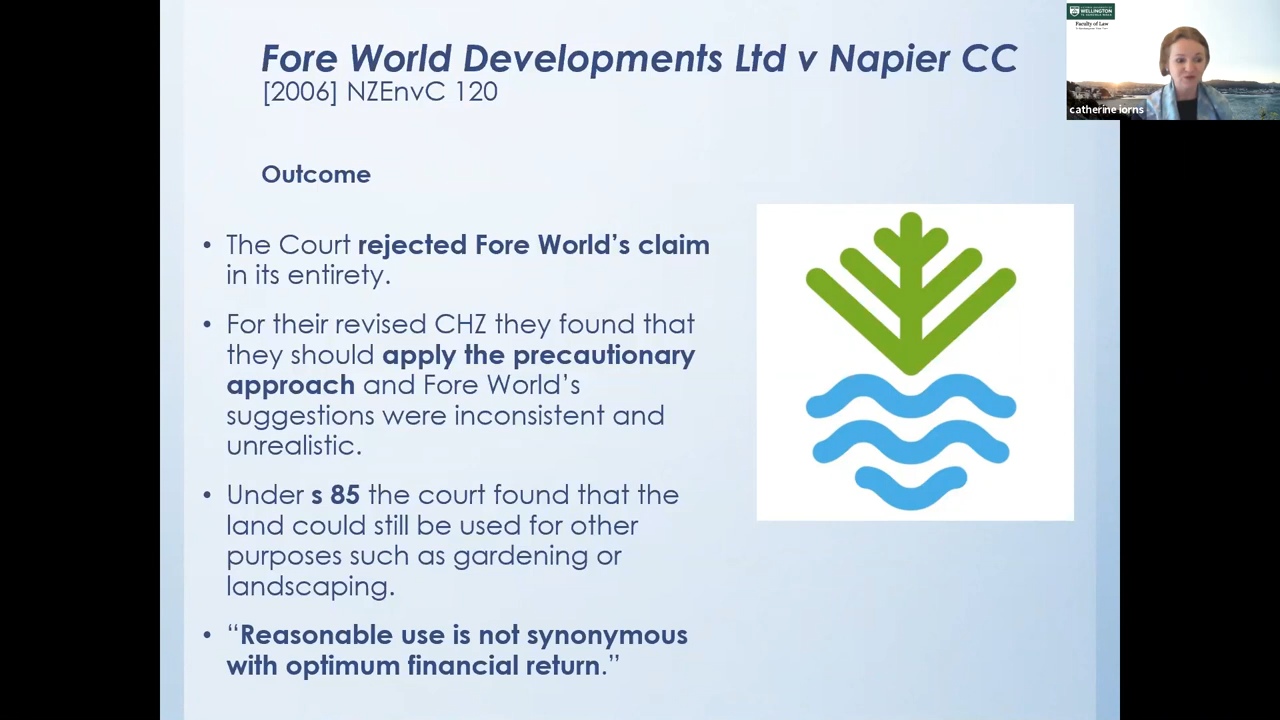 Fore World Developments Ltd v Napier CC
[2006] NZEnvC 120
WELLINGTON
Faculty of Law
catherine iorns
Outcome
• The Court rejected Fore World’s claim
in its entirety.
• For their revised CHZ they found that
they should apply the precautionary
approach and Fore World’s
suggestions were inconsistent and
unrealistic.
• Under s 85 the court found that the
land could still be used for other
purposes such as gardening or
landscaping.
• “Reasonable use is not synonymous
with optimum financial return.”